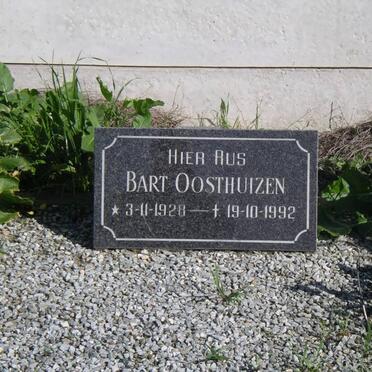 HIER RUS
BART OOSTHUIZEN
★ 3-11-1928 — ✝ 19-10-1992